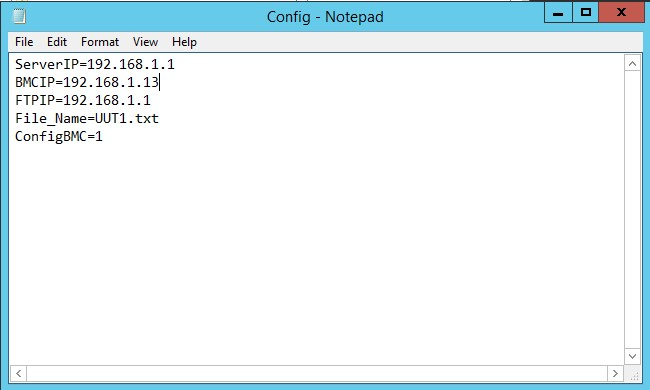 Config - Notepad
File Edit Format View Help
ServerIP=192.168.1.1
BMCIP=192.168.1.13
FTPIP=192.168.1.1
File_Name=UUT1.txt
ConfigBMC=1